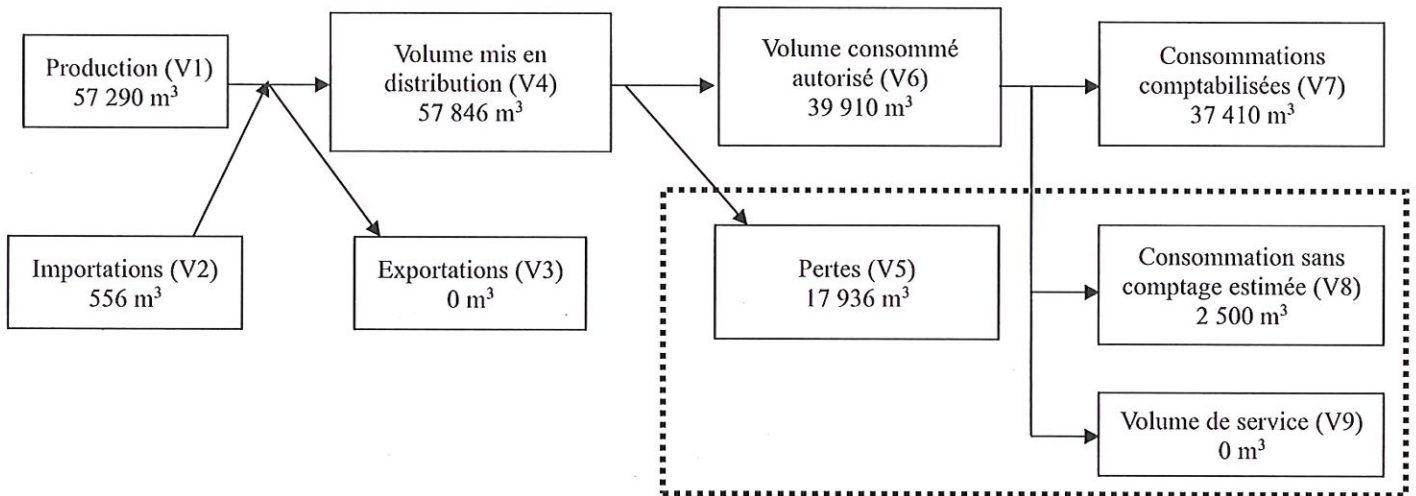 Production (V1)
57 290 m³
Volume mis en
distribution (V4)
57 846 m³
Volume consommé
autorisé (V6)
39 910 m³
Consommations
comptabilisées (V7)
37 410 m³
Importations (V2)
556 m³
Exportations (V3)
0 m³
Pertes (V5)
17 936 m³
Consommation sans
comptage estimée (V8)
2 500 m³
Volume de service (V9)
0 m³